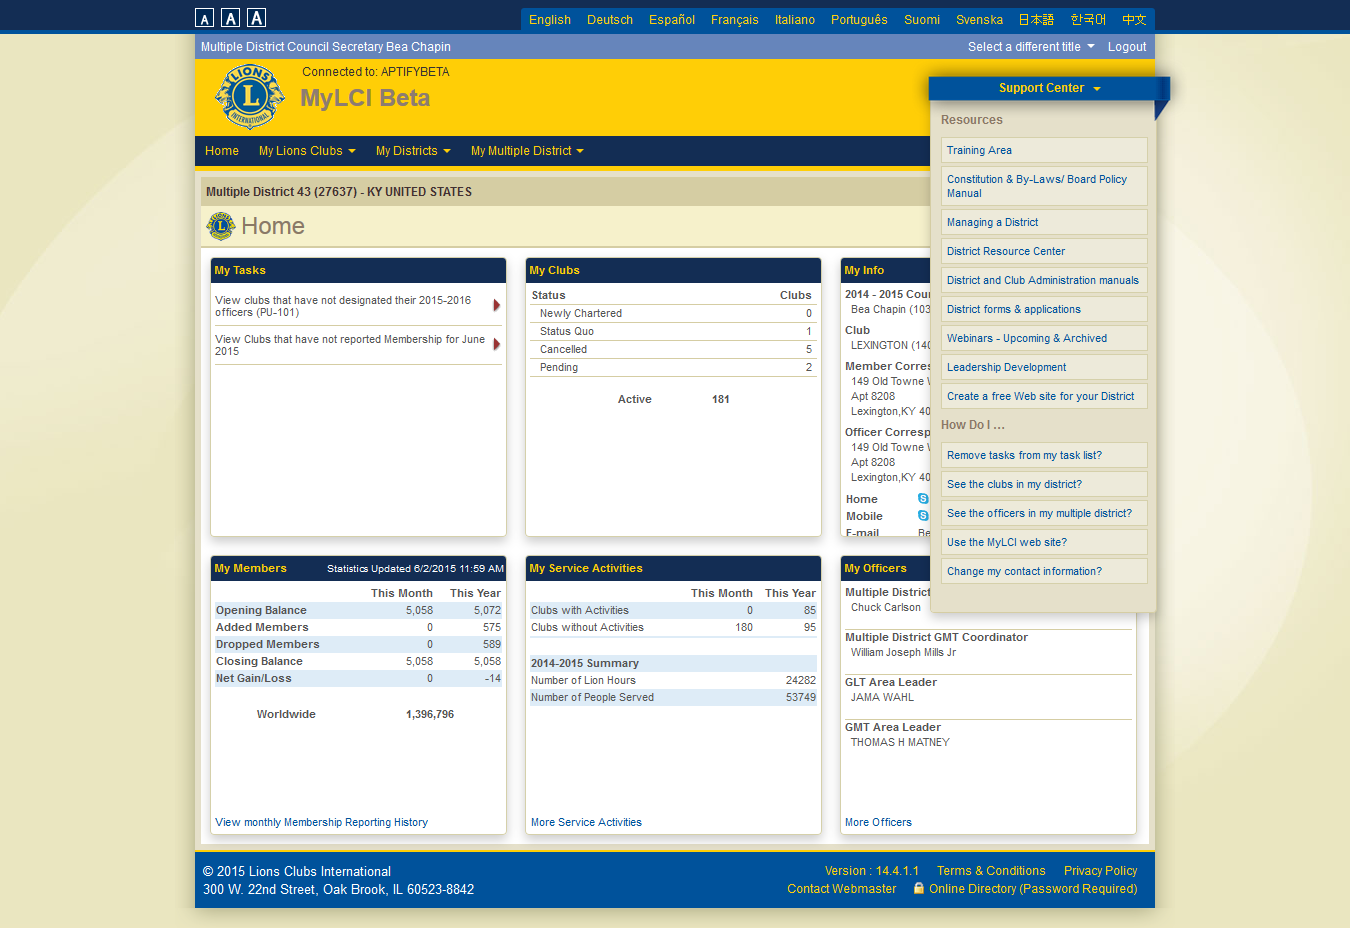 A A A
English Deutsch Español Français Italiano Português Suomi Svenska 日本語 한국어 中文
Multiple District Council Secretary Bea Chapin
Select a different title Logout
LIONS
L
INTERNATIONAL
Connected to: APTIFYBETA
MyLCI Beta
Home My Lions Clubs My Districts My Multiple District
Multiple District 43 (27637) - KY UNITED STATES
Home
My Tasks
View clubs that have not designated their 2015-2016
officers (PU-101)
View Clubs that have not reported Membership for June
2015
My Clubs
Status Clubs
Newly Chartered 0
Status Quo 1
Cancelled 5
Pending 2
Active 181
My Info
2014 - 2015 Cou
Bea Chapin (103
Club
LEXINGTON (140
Member Corres
149 Old Towne
Apt 8208
Lexington,KY 40
Officer Corresp
149 Old Towne
Apt 8208
Lexington,KY 40
Home
Mobile
E-mail Be
Support Center
Resources
Training Area
Constitution & By-Laws/ Board Policy
Manual
Managing a District
District Resource Center
District and Club Administration manuals
District forms & applications
Webinars - Upcoming & Archived
Leadership Development
Create a free Web site for your District
How Do I ...
Remove tasks from my task list?
See the clubs in my district?
See the officers in my multiple district?
Use the MyLCI web site?
Change my contact information?
My Members Statistics Updated 6/2/2015 11:59 AM
This Month This Year
Opening Balance 5,058 5,072
Added Members 0 575
Dropped Members 0 589
Closing Balance 5,058 5,058
Net Gain/Loss 0 -14
Worldwide 1,396,796
View monthly Membership Reporting History
My Service Activities
This Month This Year
Clubs with Activities 0 85
Clubs without Activities 180 95
2014-2015 Summary
Number of Lion Hours 24282
Number of People Served 53749
More Service Activities
My Officers
Multiple District
Chuck Carlson
Multiple District GMT Coordinator
William Joseph Mills Jr
GLT Area Leader
JAMA WAHL
GMT Area Leader
THOMAS H MATNEY
More Officers
© 2015 Lions Clubs International
300 W. 22nd Street, Oak Brook, IL 60523-8842
Version : 14.4.1.1 Terms & Conditions Privacy Policy
Contact Webmaster Online Directory (Password Required)